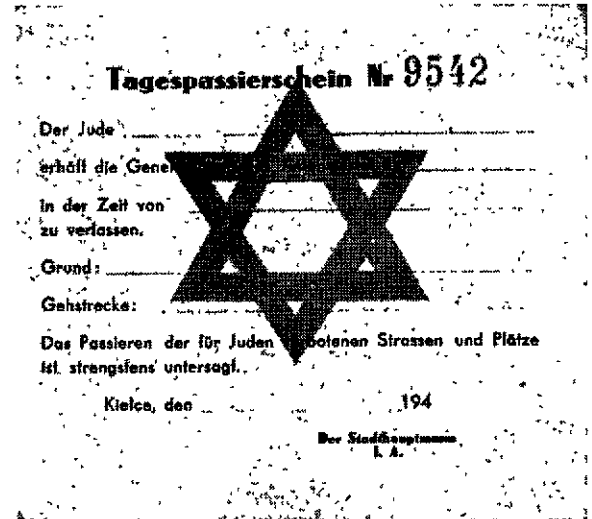 Tagespassierschein Nr 9542
Der Jude
erhält die
in der Zeit von
zu verlassen.
Grund:
Gehstrecke:
Das Passieren der für Juden Strassen und Plätze
ist strengstens untersagt.
Kielce, den 194
Der Stadthauptmann
I. A.